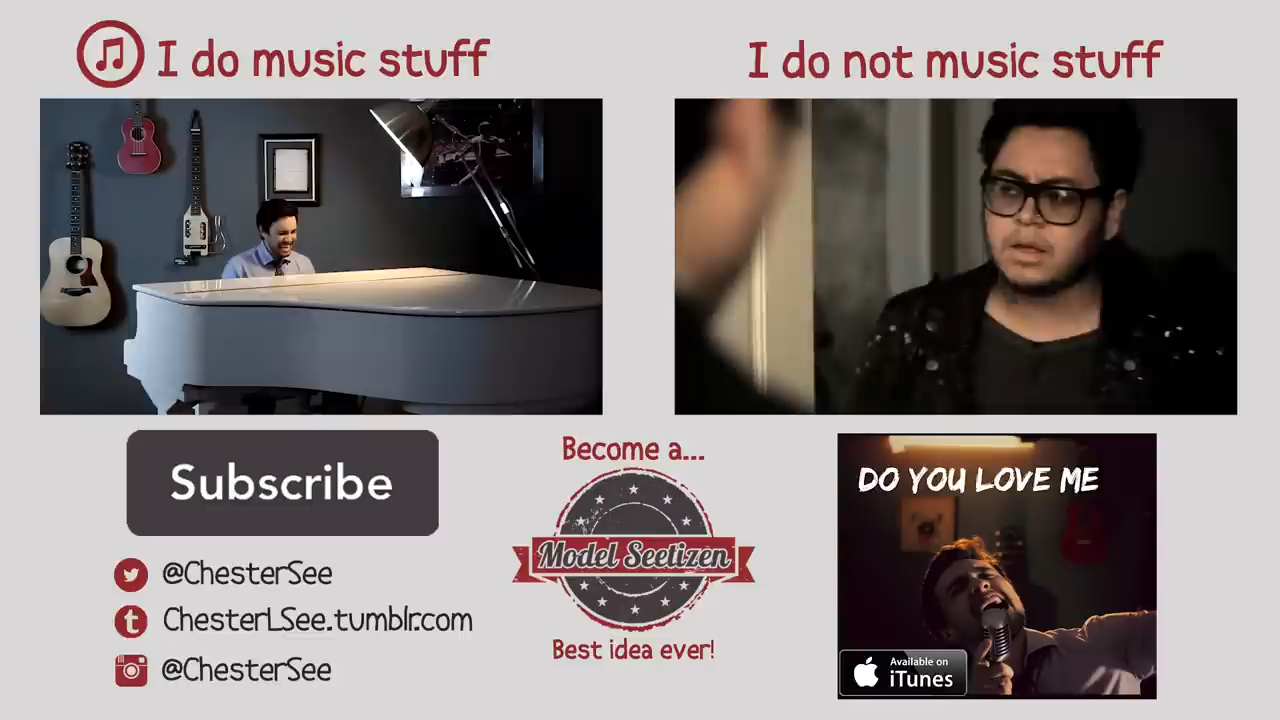 I do music stuff
I do not music stuff
Subscribe
@ChesterSee
ChesterLSee.tumblr.com
@ChesterSee
Become a...
Model Seetizen
Best idea ever!
DO YOU LOVE ME
Available on
iTunes